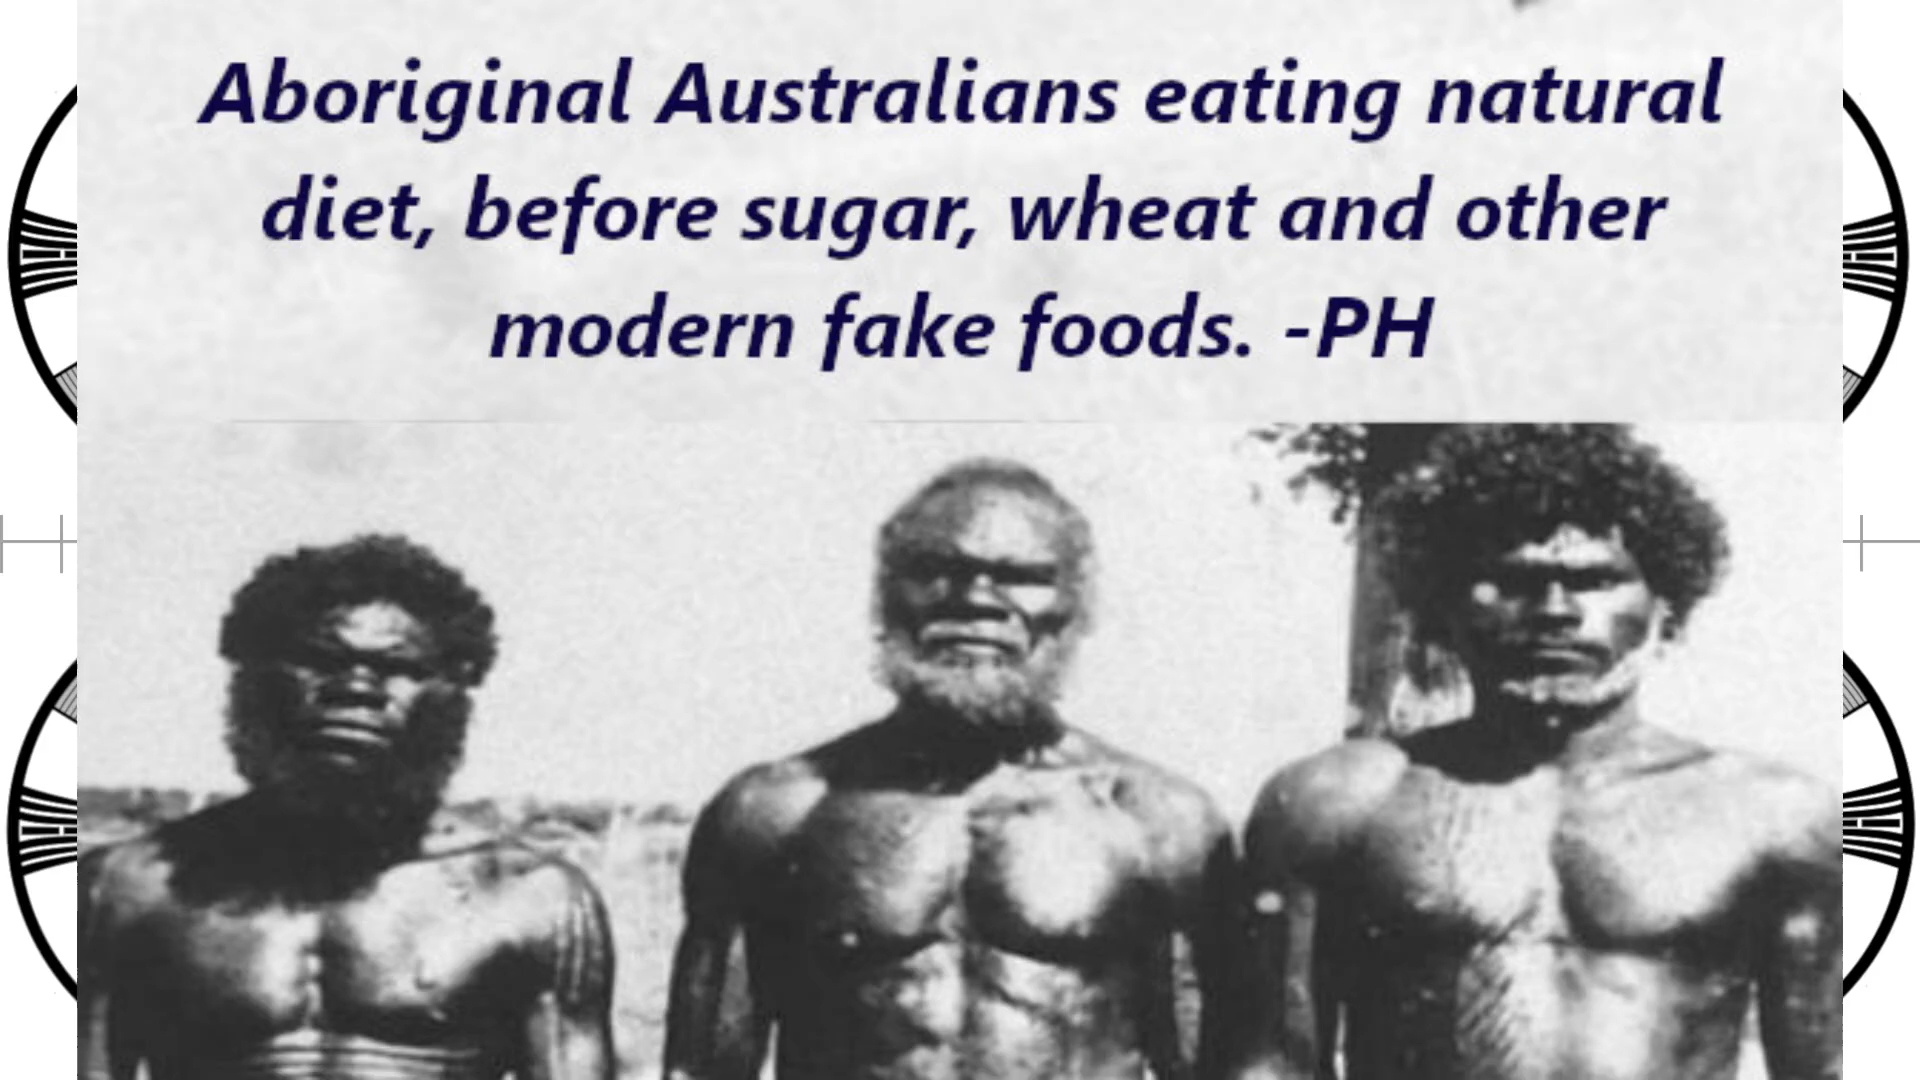 Aboriginal Australians eating natural
diet, before sugar, wheat and other
modern fake foods. -PH